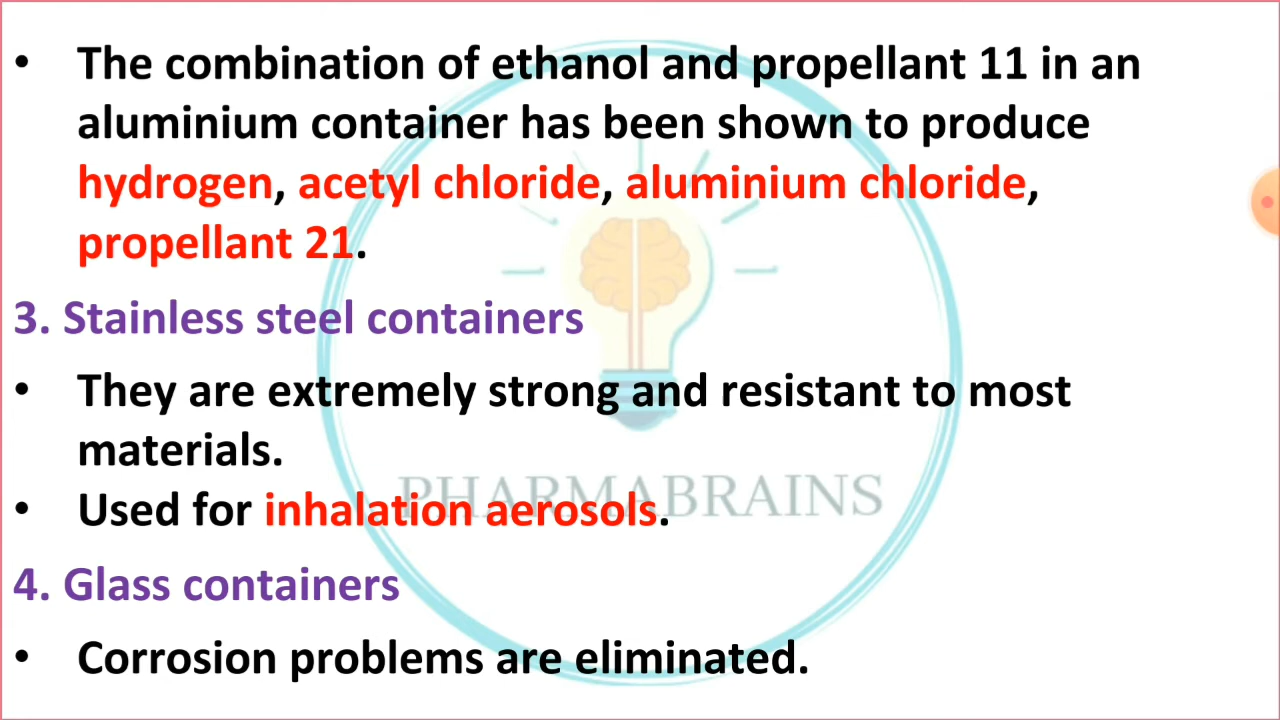 • The combination of ethanol and propellant 11 in an
aluminium container has been shown to produce
hydrogen, acetyl chloride, aluminium chloride,
propellant 21.
3. Stainless steel containers
• They are extremely strong and resistant to most
materials.
• Used for inhalation aerosols.
PHARMABRAINS
4. Glass containers
• Corrosion problems are eliminated.